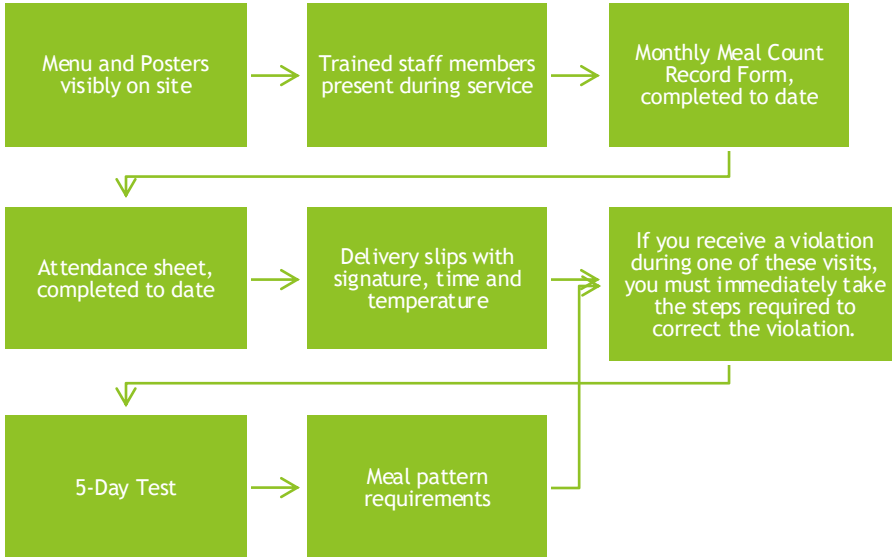 Menu and Posters
visibly on site
Trained staff members
present during service
Monthly Meal Count
Record Form,
completed to date
Attendance sheet,
completed to date
Delivery slips with
signature, time and
temperature
If you receive a violation
during one of these visits,
you must immediately take
the steps required to
correct the violation.
5-Day Test
Meal pattern
requirements